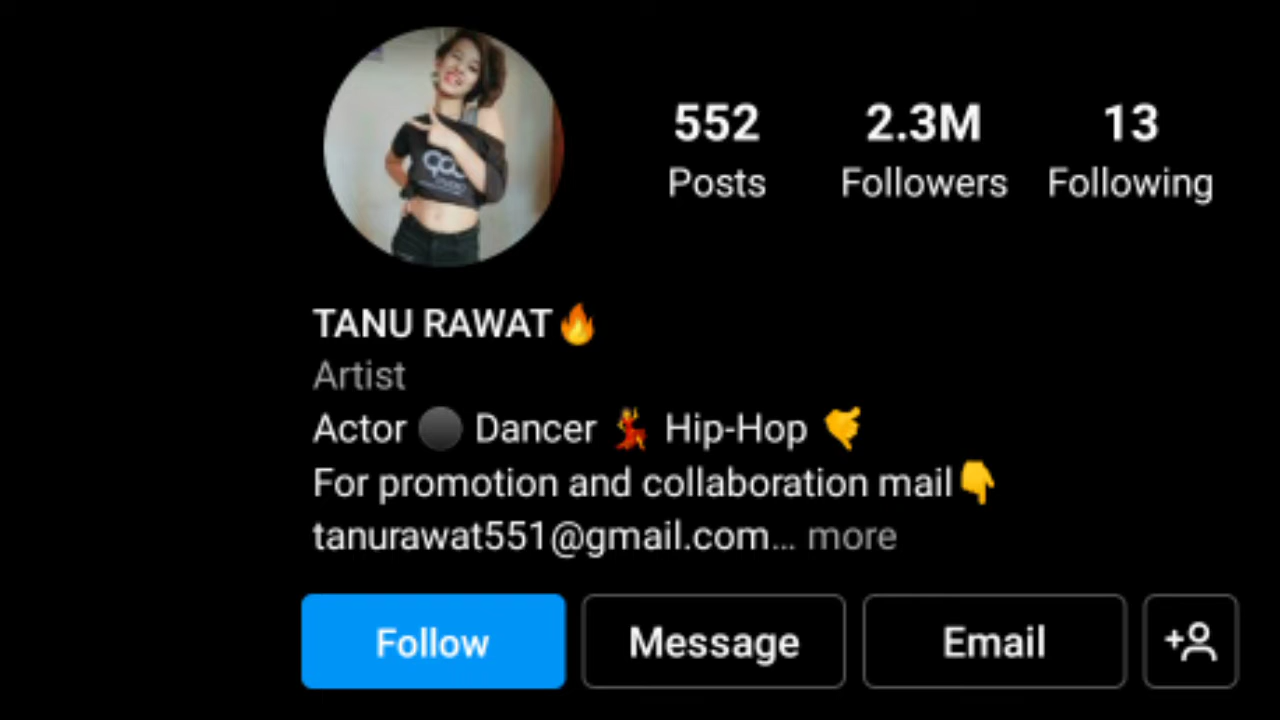 552
Posts
2.3M
Followers
13
Following
TANU RAWAT🔥
Artist
Actor ⚫ Dancer 💃 Hip-Hop 🤙
For promotion and collaboration mail👇
tanurawat551@gmail.com... more
Follow
Message
Email